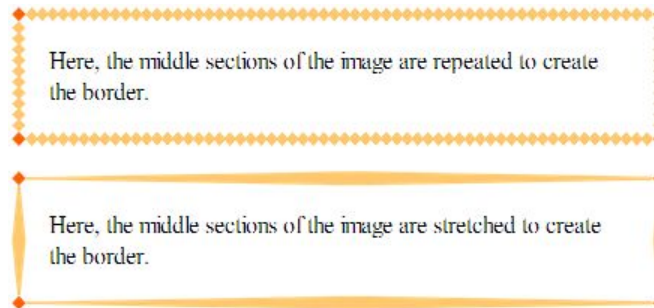 Here, the middle sections of the image are repeated to create
the border.
Here, the middle sections of the image are stretched to create
the border.